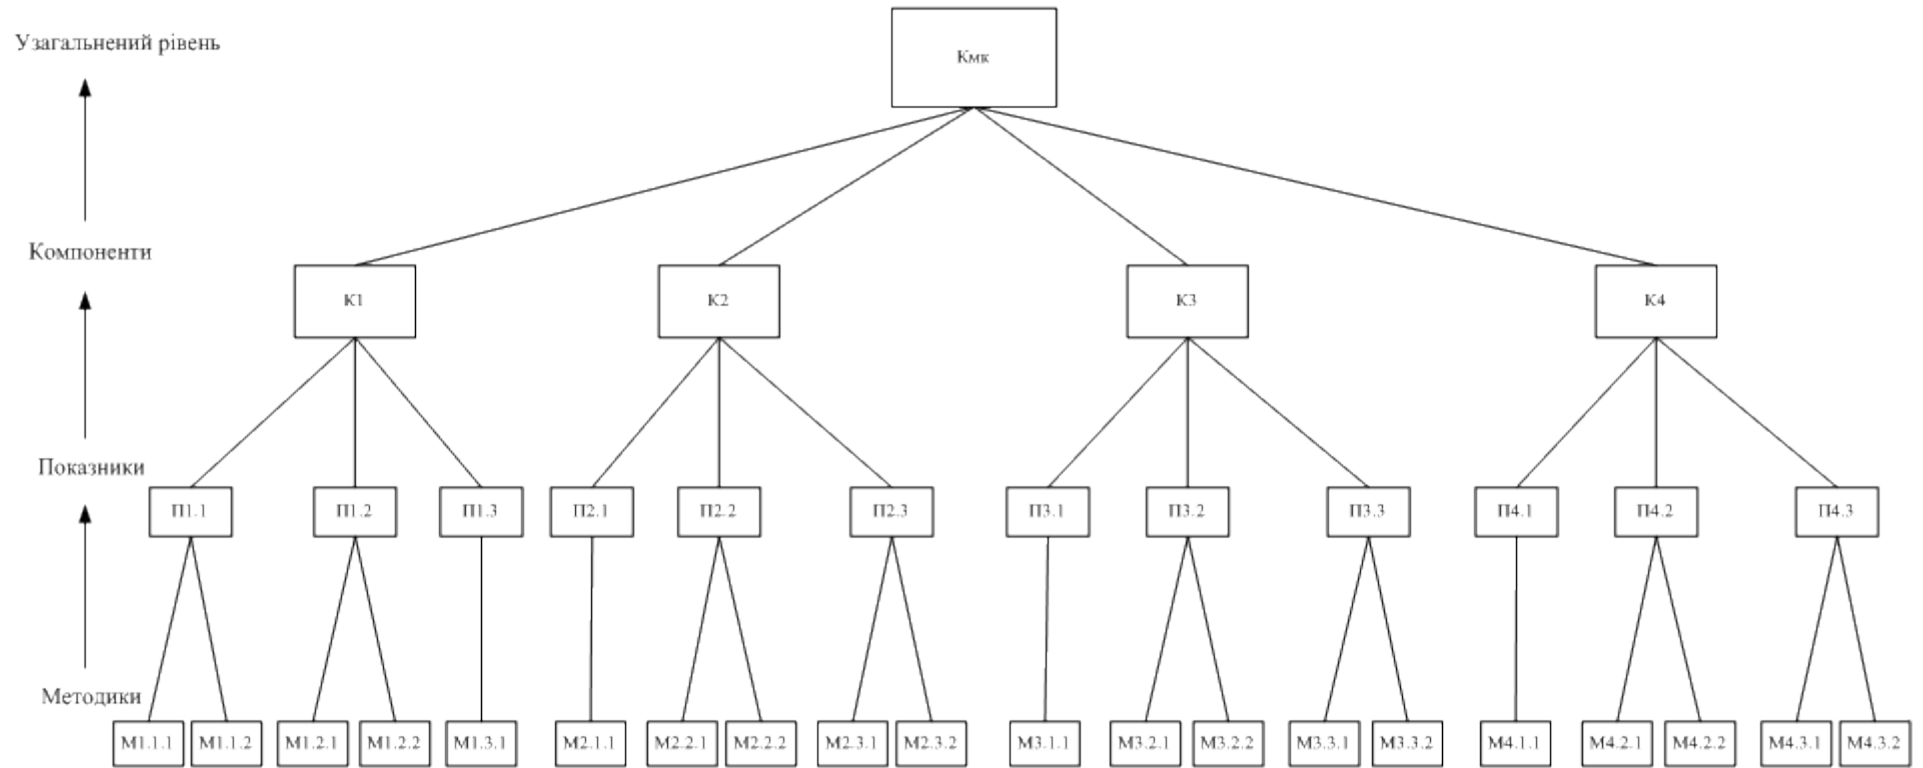 Узагальнений рівень
Кмк
Компоненти
К1
К2
К3
К4
Показники
П1.1
П1.2
П1.3
П2.1
П2.2
П2.3
П3.1
П3.2
П3.3
П4.1
П4.2
П4.3
Методики
М1.1.1
М1.1.2
М1.2.1
М1.2.2
М1.3.1
М2.1.1
М2.2.1
М2.2.2
М2.3.1
М2.3.2
М3.1.1
М3.2.1
М3.2.2
М3.3.1
М3.3.2
М4.1.1
М4.2.1
М4.2.2
М4.3.1
М4.3.2